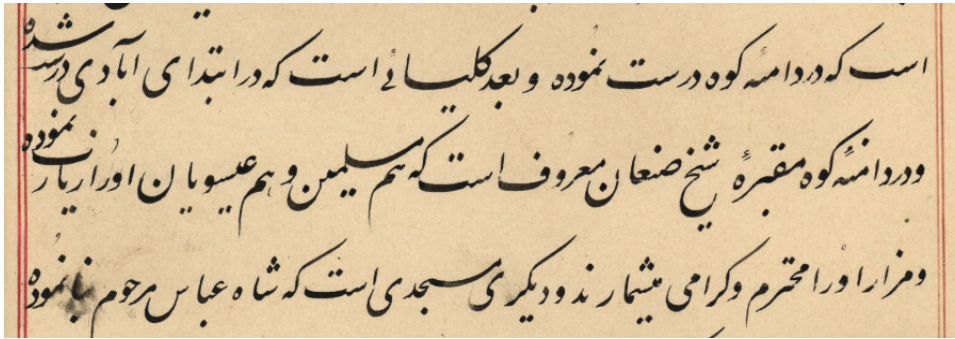 است که در دامنهٔ کوه درست نموده و بعد کلیسائی است که در ابتدای آبادی درست شده
و در دامنهٔ کوه مقبرهٔ شیخ صنعان معروف است که هم مسلمین و هم عیسویان او را زیارت نموده
و مزار او را محترم و گرامی میشمارند و دیگری مسجدی است که شاه عباس مرحوم بنا نموده